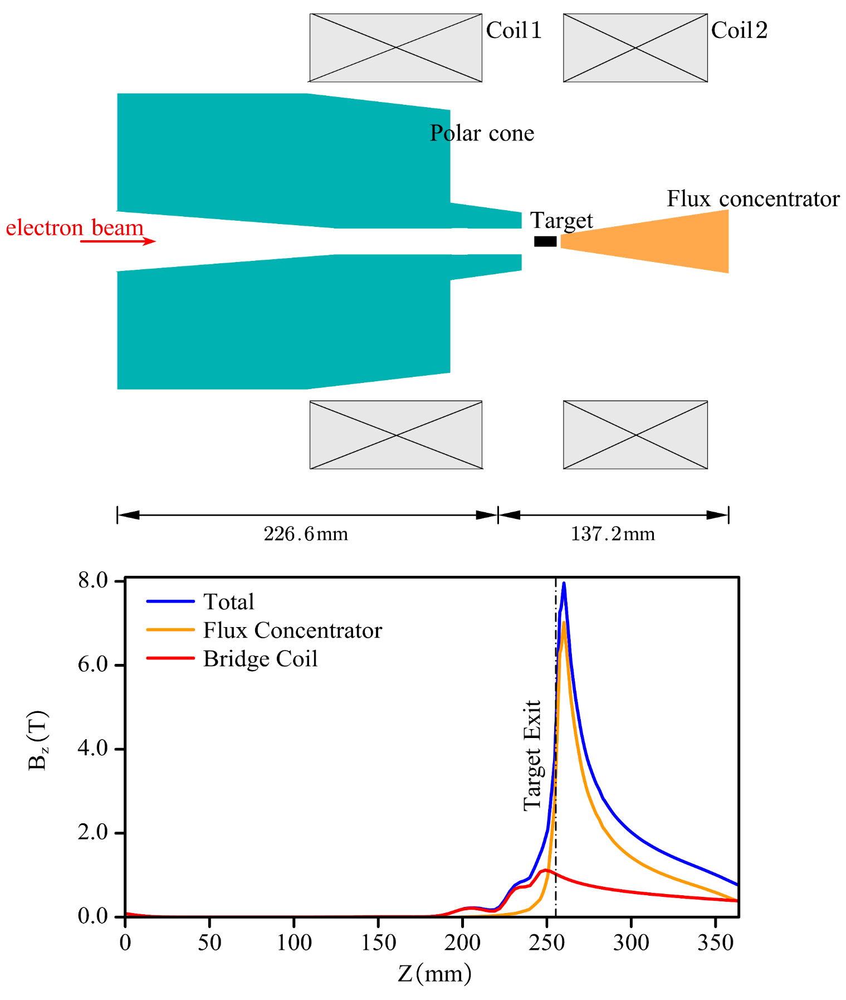 Coil1
Coil2
Polar cone
Flux concentrator
Target
electron beam
226.6mm
137.2mm
8.0
6.0
4.0
2.0
0.0
Total
Flux Concentrator
Bridge Coil
Target Exit
Bz(T)
0 50 100 150 200 250 300 350
Z(mm)